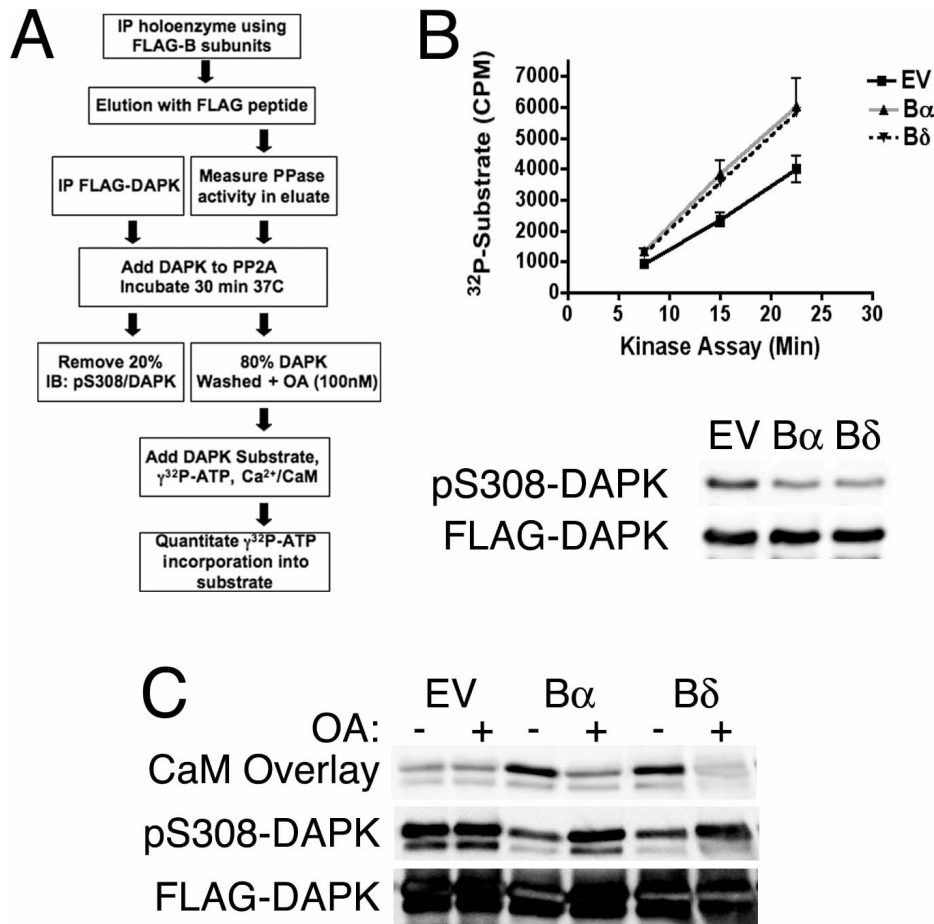 A
IP holoenzyme using
FLAG-B subunits
Elution with FLAG peptide
IP FLAG-DAPK
Measure PPase
activity in eluate
Add DAPK to PP2A
Incubate 30 min 37C
Remove 20%
IB: pS308/DAPK
80% DAPK
Washed + OA (100nM)
Add DAPK Substrate,
γ³²P-ATP, Ca²⁺/CaM
Quantitate γ³²P-ATP
incorporation into
substrate
B
³²P-Substrate (CPM)
7000
6000
5000
4000
3000
2000
1000
0
0 5 10 15 20 25 30
Kinase Assay (Min)
EV
Bα
Bδ
EV Bα Bδ
pS308-DAPK
FLAG-DAPK
C
EV Bα Bδ
OA: - + - + - +
CaM Overlay
pS308-DAPK
FLAG-DAPK